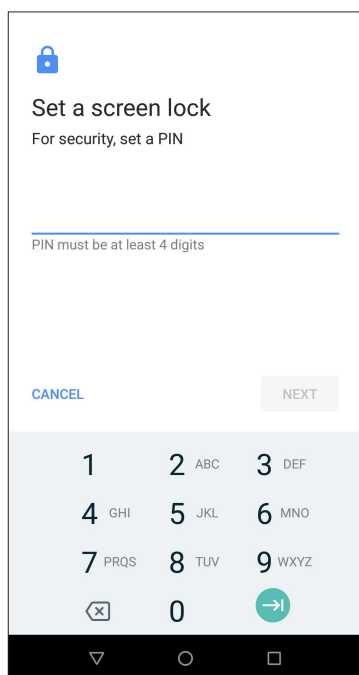 Set a screen lock
For security, set a PIN
PIN must be at least 4 digits
CANCEL NEXT
1 2 ABC 3 DEF
4 GHI 5 JKL 6 MNO
7 PRQS 8 TUV 9 WXYZ
0